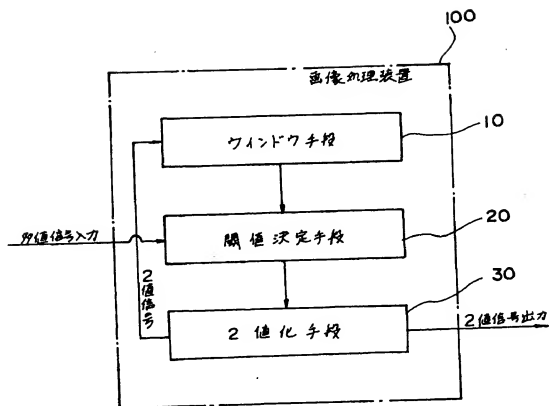 100
画像処理装置
ウィンドウ手段
10
多値信号入力
閾値決定手段
20
2値信号
30
2値化手段
2値信号出力